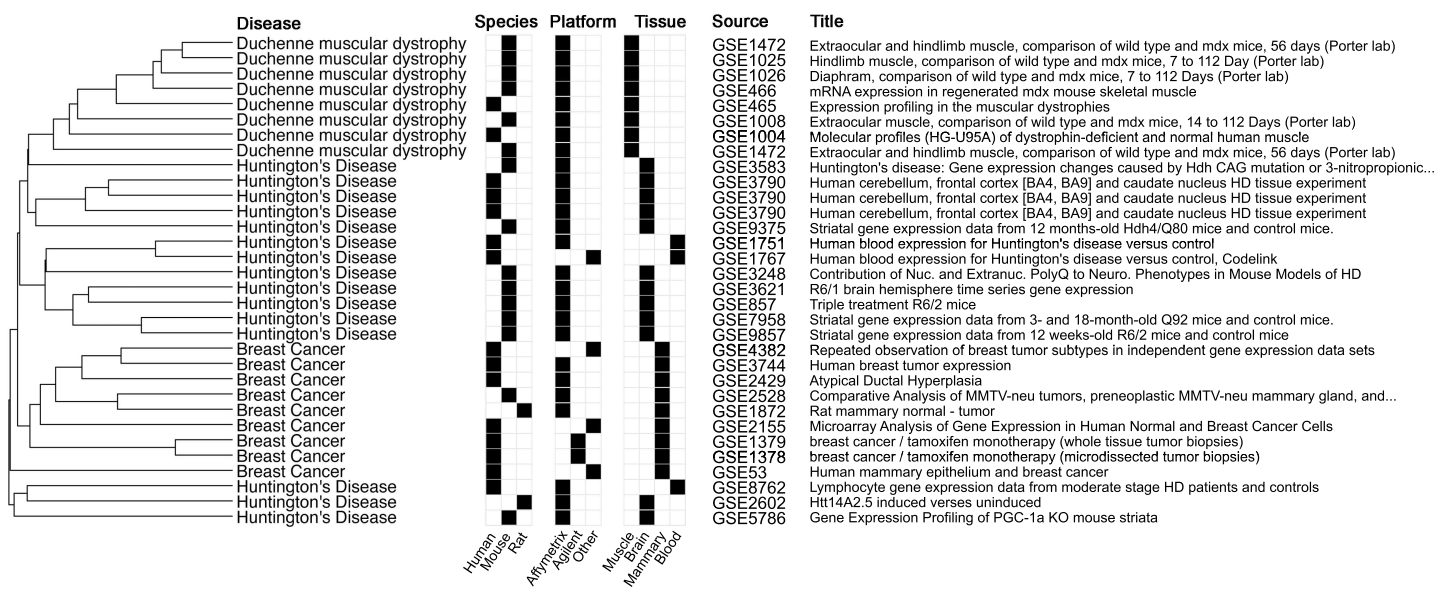 Disease Species Platform Tissue Source Title
Duchenne muscular dystrophy GSE1472 Extraocular and hindlimb muscle, comparison of wild type and mdx mice, 56 days (Porter lab)
Duchenne muscular dystrophy GSE1025 Hindlimb muscle, comparison of wild type and mdx mice, 7 to 112 Day (Porter lab)
Duchenne muscular dystrophy GSE1026 Diaphram, comparison of wild type and mdx mice, 7 to 112 Days (Porter lab)
Duchenne muscular dystrophy GSE466 mRNA expression in regenerated mdx mouse skeletal muscle
Duchenne muscular dystrophy GSE465 Expression profiling in the muscular dystrophies
Duchenne muscular dystrophy GSE1008 Extraocular muscle, comparison of wild type and mdx mice, 14 to 112 Days (Porter lab)
Duchenne muscular dystrophy GSE1004 Molecular profiles (HG-U95A) of dystrophin-deficient and normal human muscle
Duchenne muscular dystrophy GSE1472 Extraocular and hindlimb muscle, comparison of wild type and mdx mice, 56 days (Porter lab)
Huntington's Disease GSE3583 Huntington's disease: Gene expression changes caused by Hdh CAG mutation or 3-nitropropionic...
Huntington's Disease GSE3790 Human cerebellum, frontal cortex [BA4, BA9] and caudate nucleus HD tissue experiment
Huntington's Disease GSE3790 Human cerebellum, frontal cortex [BA4, BA9] and caudate nucleus HD tissue experiment
Huntington's Disease GSE3790 Human cerebellum, frontal cortex [BA4, BA9] and caudate nucleus HD tissue experiment
Huntington's Disease GSE9375 Striatal gene expression data from 12 months-old Hdh4/Q80 mice and control mice.
Huntington's Disease GSE1751 Human blood expression for Huntington's disease versus control
Huntington's Disease GSE1767 Human blood expression for Huntington's disease versus control, Codelink
Huntington's Disease GSE3248 Contribution of Nuc. and Extranuc. PolyQ to Neuro. Phenotypes in Mouse Models of HD
Huntington's Disease GSE3621 R6/1 brain hemisphere time series gene expression
Huntington's Disease GSE857 Triple treatment R6/2 mice
Huntington's Disease GSE7958 Striatal gene expression data from 3- and 18-month-old Q92 mice and control mice.
Huntington's Disease GSE9857 Striatal gene expression data from 12 weeks-old R6/2 mice and control mice
Breast Cancer GSE4382 Repeated observation of breast tumor subtypes in independent gene expression data sets
Breast Cancer GSE3744 Human breast tumor expression
Breast Cancer GSE2429 Atypical Ductal Hyperplasia
Breast Cancer GSE2528 Comparative Analysis of MMTV-neu tumors, preneoplastic MMTV-neu mammary gland, and...
Breast Cancer GSE1872 Rat mammary normal - tumor
Breast Cancer GSE2155 Microarray Analysis of Gene Expression in Human Normal and Breast Cancer Cells
Breast Cancer GSE1379 breast cancer / tamoxifen monotherapy (whole tissue tumor biopsies)
Breast Cancer GSE1378 breast cancer / tamoxifen monotherapy (microdissected tumor biopsies)
Breast Cancer GSE53 Human mammary epithelium and breast cancer
Huntington's Disease GSE8762 Lymphocyte gene expression data from moderate stage HD patients and controls
Huntington's Disease GSE2602 Htt14A2.5 induced verses uninduced
Huntington's Disease GSE5786 Gene Expression Profiling of PGC-1a KO mouse striata
Human Mouse Rat Affymetrix Agilent Other Muscle Brain Mammary Blood